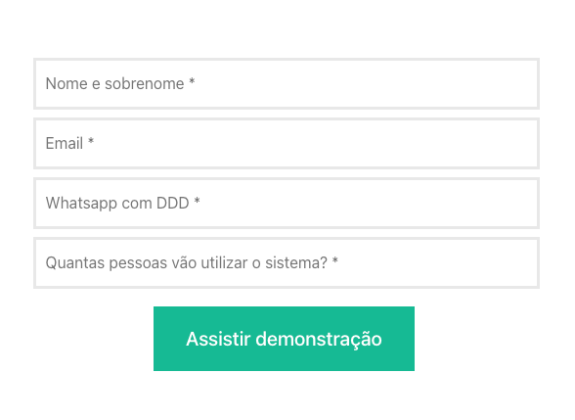 Nome e sobrenome *
Email *
Whatsapp com DDD *
Quantas pessoas vão utilizar o sistema? *
Assistir demonstração